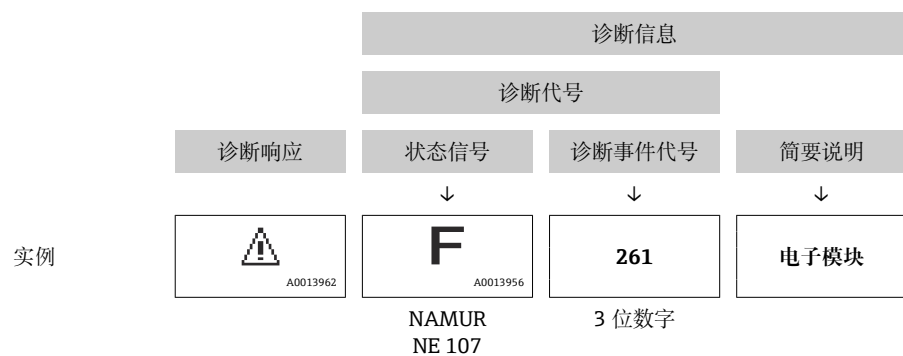 诊断信息
诊断代号
诊断响应 状态信号 诊断事件代号 简要说明
↓ ↓ ↓
实例 F 261 电子模块
A0013962 A0013956
NAMUR 3 位数字
NE 107